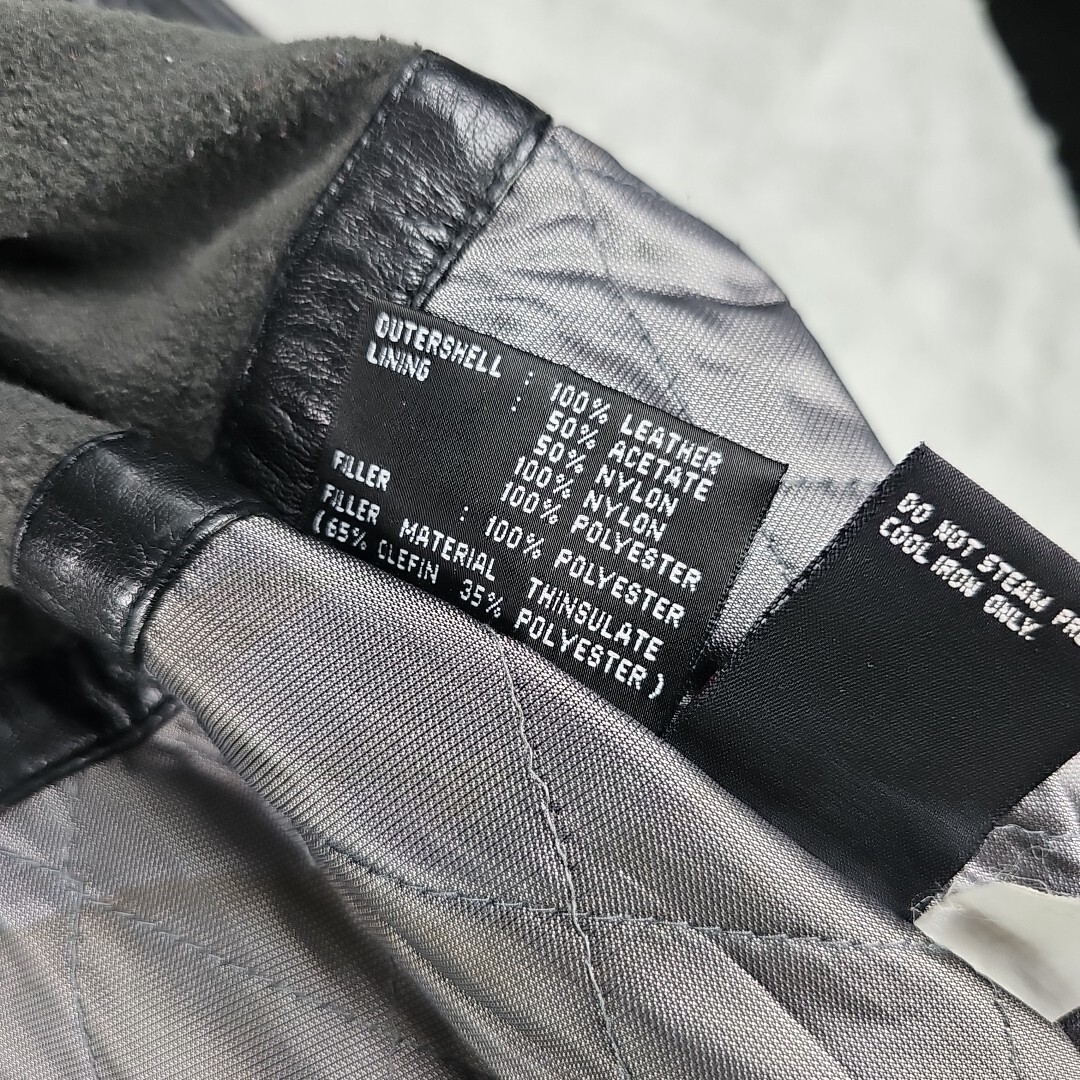 OUTERSHELL : 100% LEATHER
LINING : 50% ACETATE
50% NYLON
100% NYLON
100% POLYESTER
FILLER : 100% POLYESTER
FILLER MATERIAL THINSULATE
(65% OLEFIN 35% POLYESTER)
DO NOT STEAM
COOL IRON ONLY.